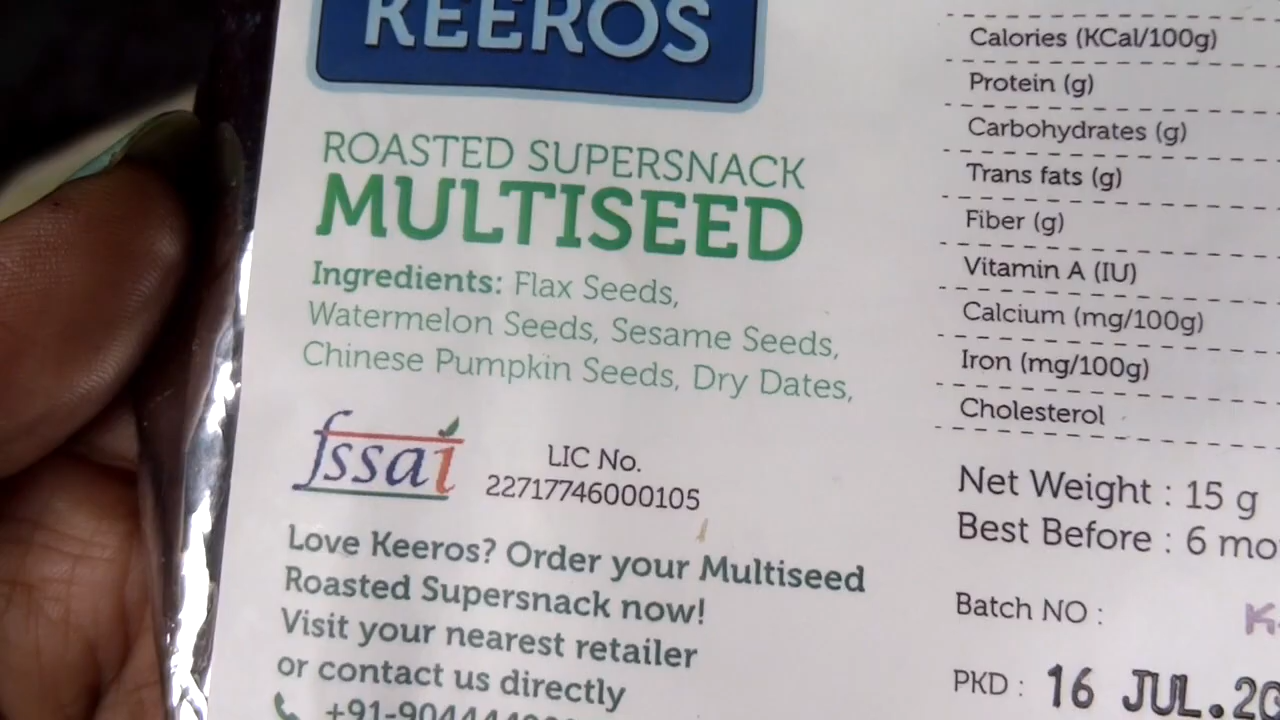 KEEROS
ROASTED SUPERSNACK
MULTISEED
Ingredients: Flax Seeds,
Watermelon Seeds, Sesame Seeds,
Chinese Pumpkin Seeds, Dry Dates,
fssai
LIC No.
22717746000105
Love Keeros? Order your Multiseed
Roasted Supersnack now!
Visit your nearest retailer
or contact us directly
Calories (KCal/100g)
Protein (g)
Carbohydrates (g)
Trans fats (g)
Fiber (g)
Vitamin A (IU)
Calcium (mg/100g)
Iron (mg/100g)
Cholesterol
Net Weight : 15 g
Best Before : 6 mo
Batch NO : K
PKD : 16 JUL.20